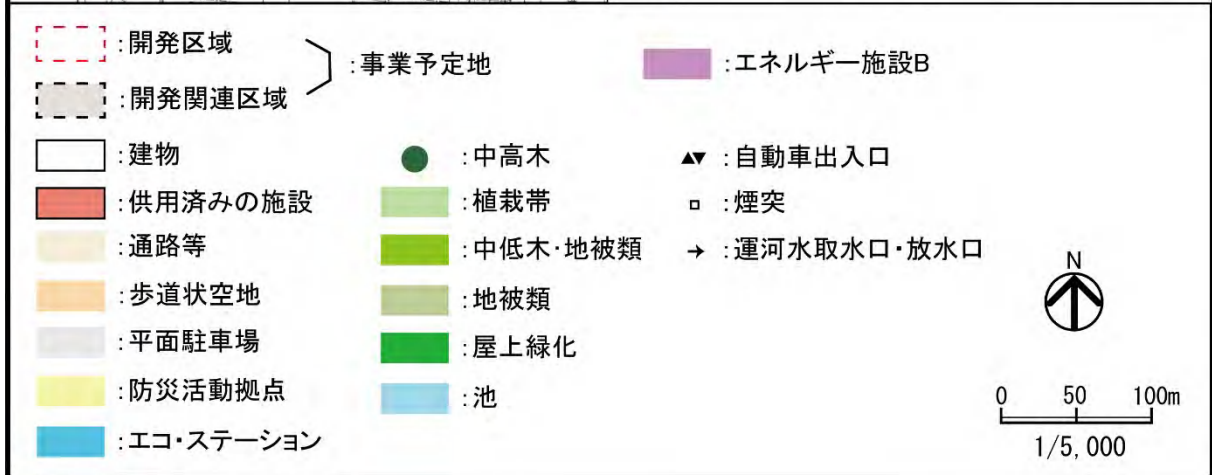 :開発区域
:開発関連区域
:事業予定地
:エネルギー施設B
:建物
:供用済みの施設
:通路等
:歩道状空地
:平面駐車場
:防災活動拠点
:エコ・ステーション
:中高木
:植栽帯
:中低木・地被類
:地被類
:屋上緑化
:池
▲▼ :自動車出入口
:煙突
→ :運河水取水口・放水口
N
0 50 100m
1/5,000